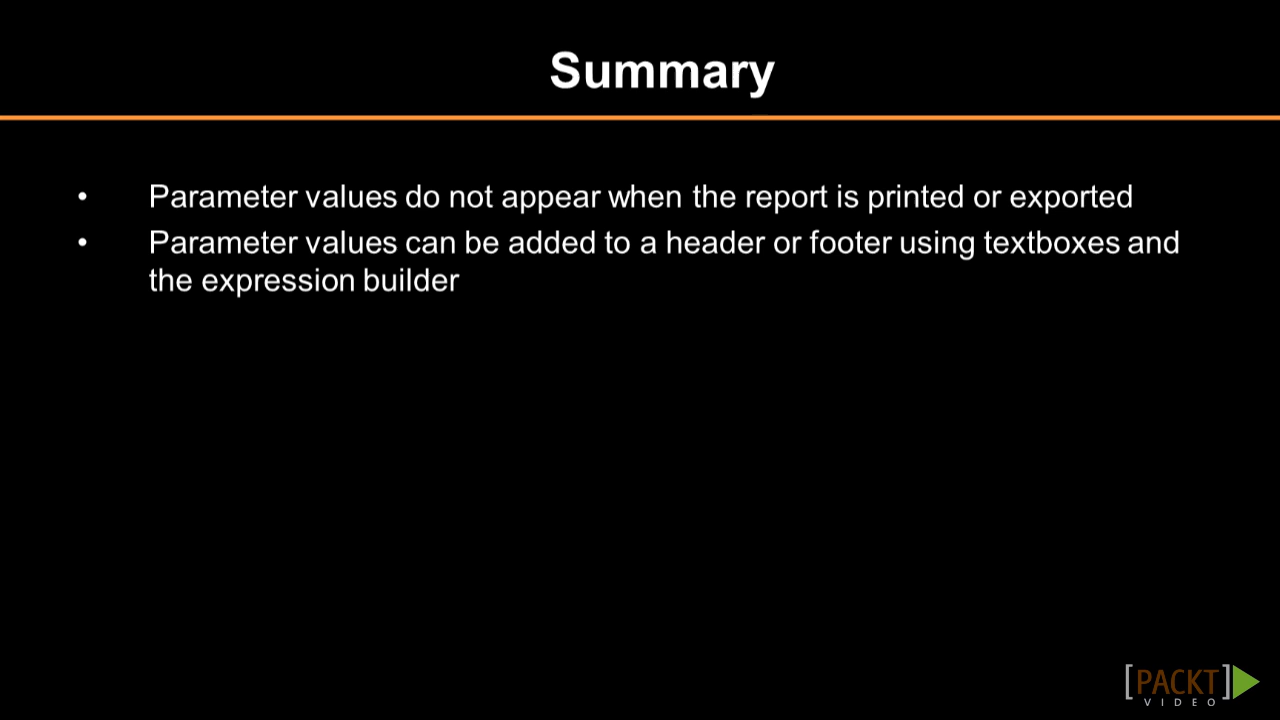 Summary
• Parameter values do not appear when the report is printed or exported
• Parameter values can be added to a header or footer using textboxes and
the expression builder
[PACKT]
VIDEO